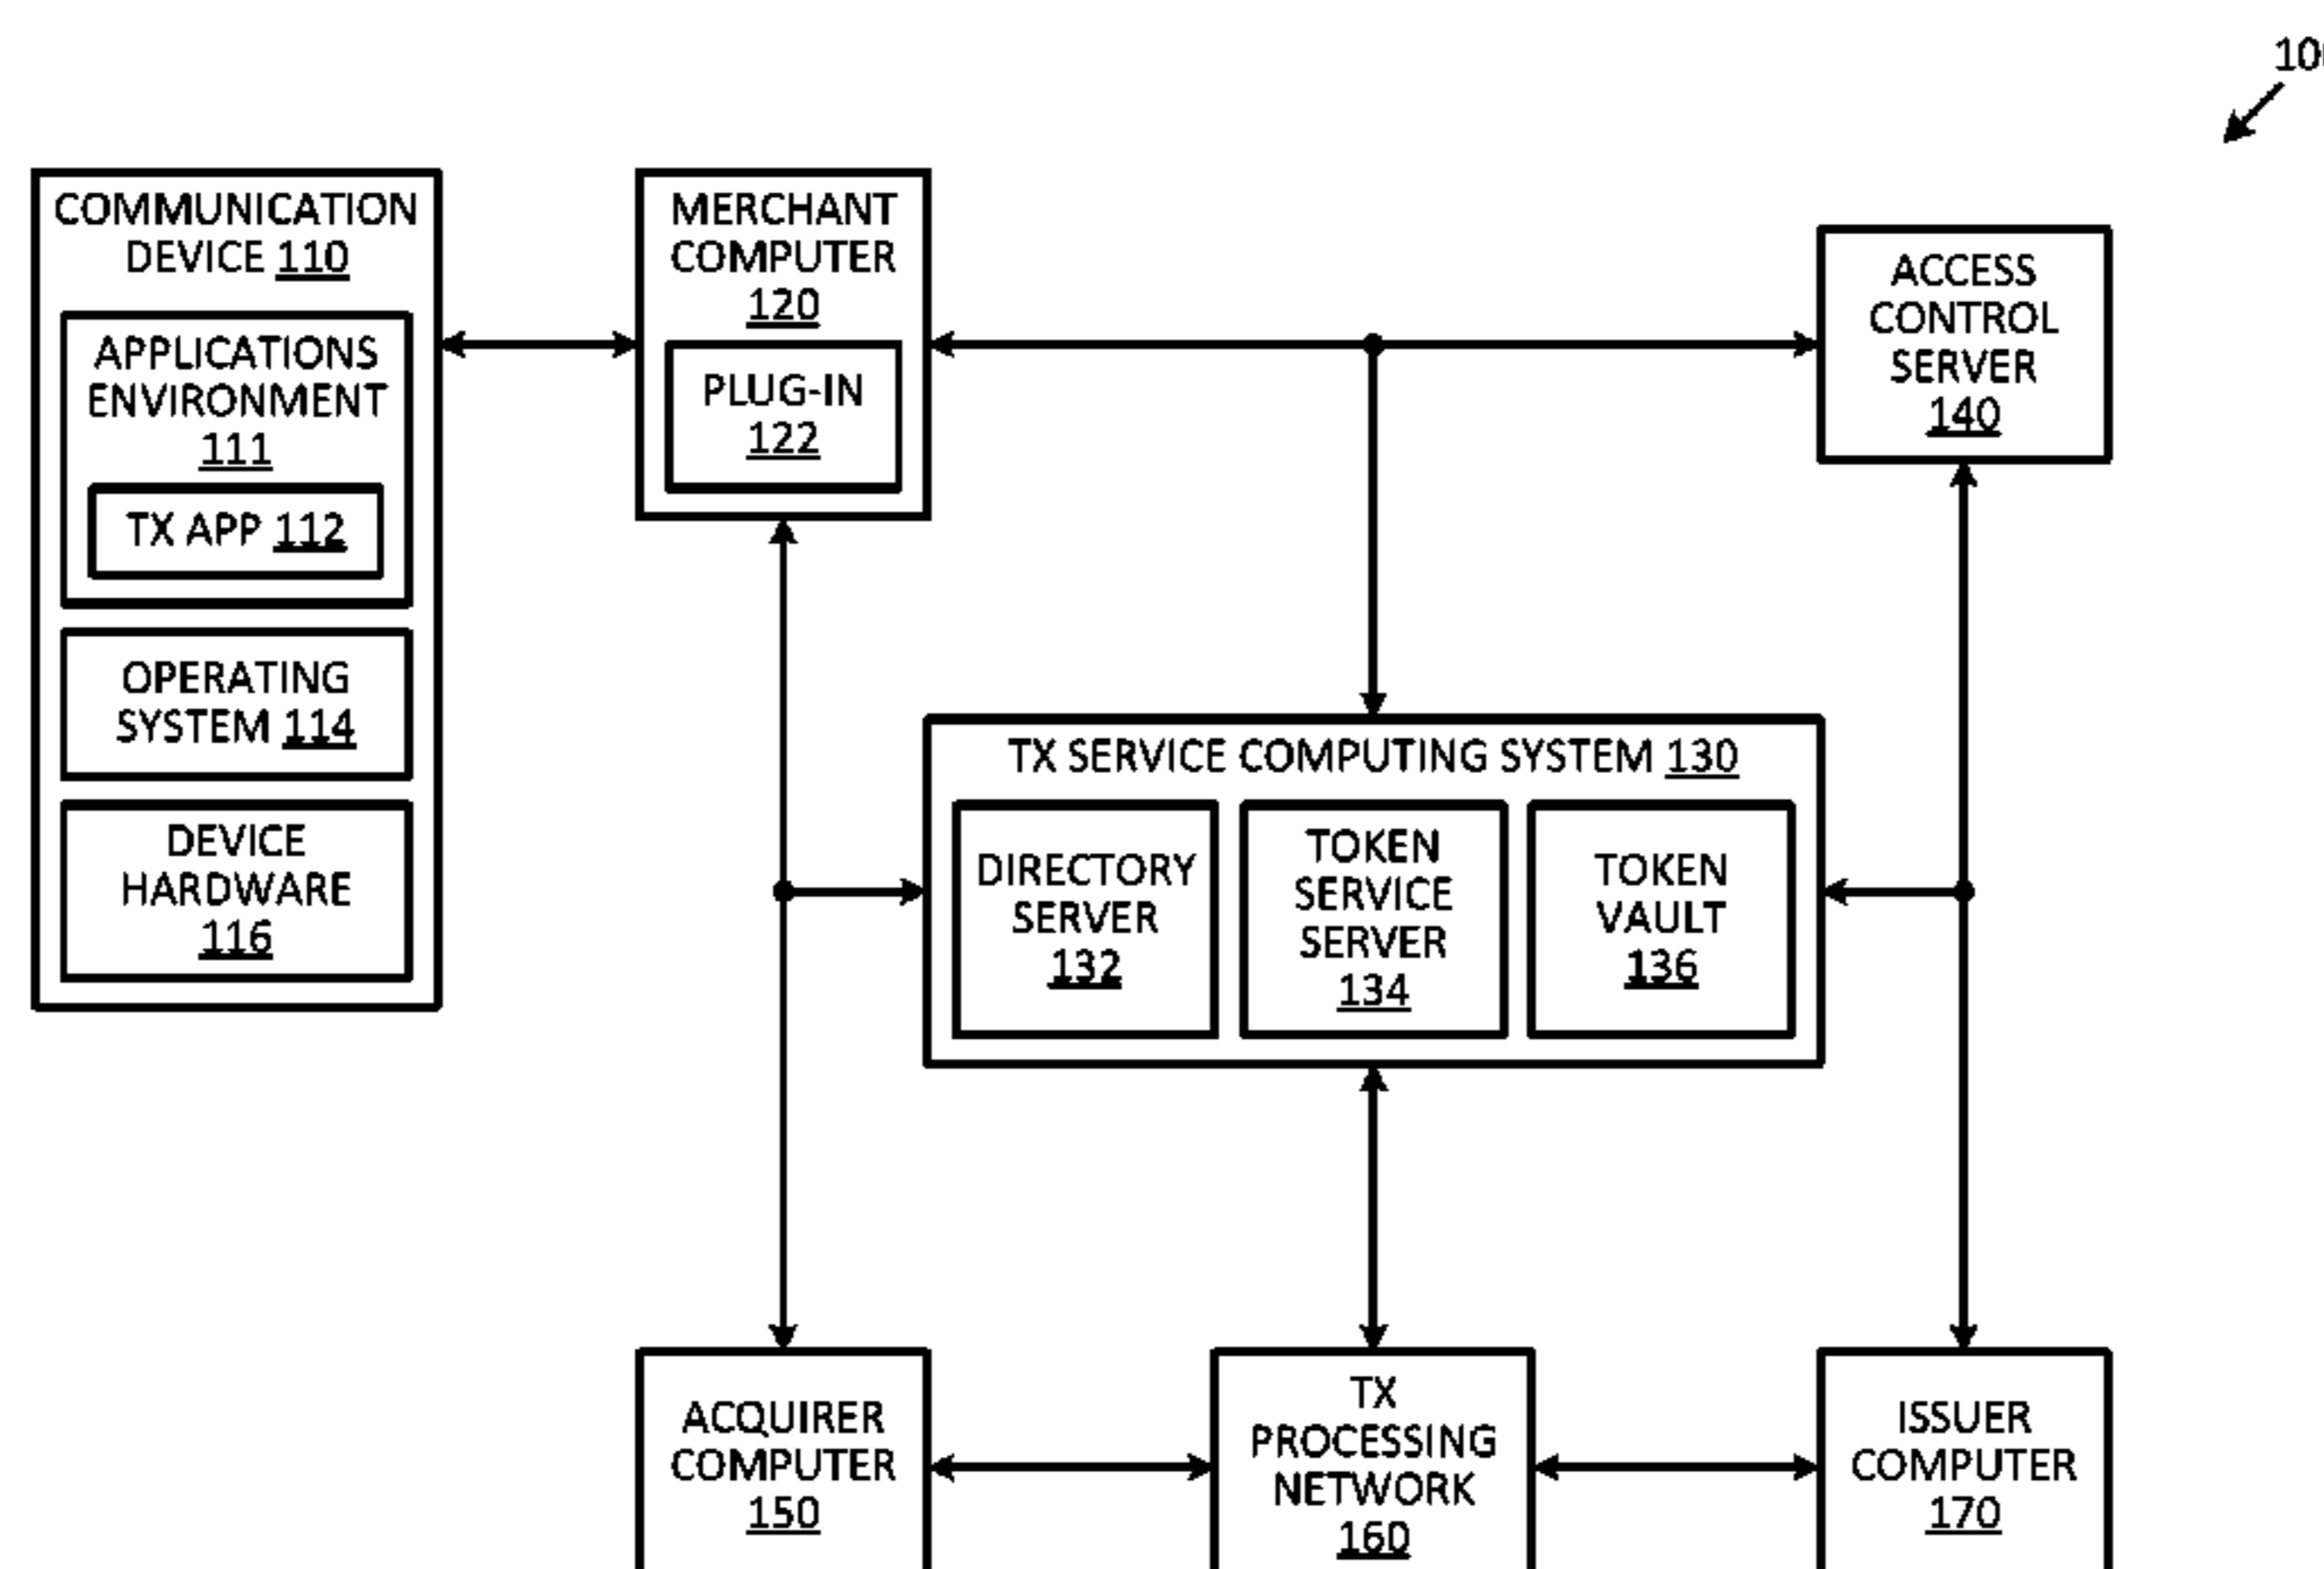 10
COMMUNICATION
DEVICE 110
APPLICATIONS
ENVIRONMENT
111
TX APP 112
OPERATING
SYSTEM 114
DEVICE
HARDWARE
116
MERCHANT
COMPUTER
120
PLUG-IN
122
ACCESS
CONTROL
SERVER
140
TX SERVICE COMPUTING SYSTEM 130
DIRECTORY
SERVER
132
TOKEN
SERVICE
SERVER
134
TOKEN
VAULT
136
ACQUIRER
COMPUTER
150
TX
PROCESSING
NETWORK
160
ISSUER
COMPUTER
170